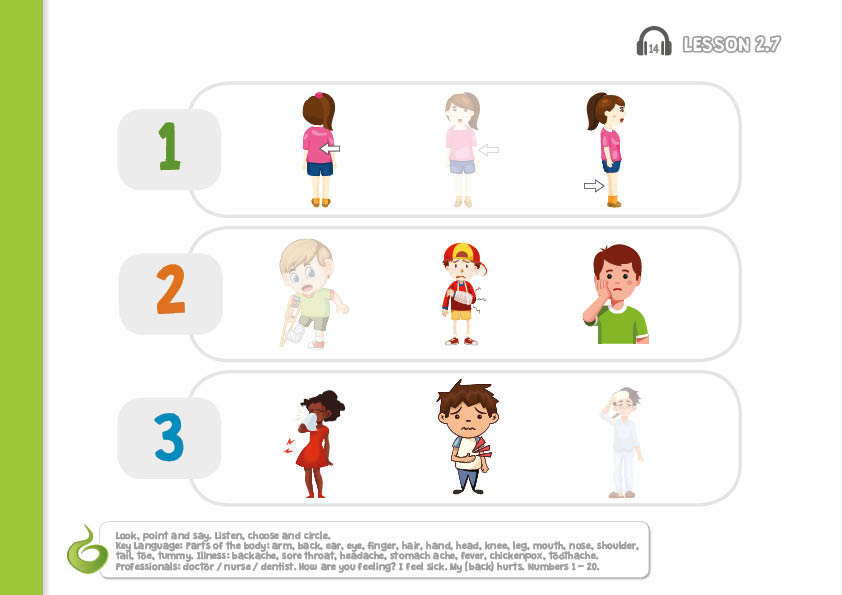 14 LESSON 2.7
1
2
3
Look, point and say. Listen, choose and circle.
Key Language: Parts of the body: arm, back, ear, eye, finger, hair, hand, head, knee, leg, mouth, nose, shoulder,
tail, toe, tummy. Illness: backache, sore throat, headache, stomach ache, fever, chickenpox, toothache.
Professionals: doctor / nurse / dentist. How are you feeling? I feel sick. My (back) hurts. Numbers 1 – 20.